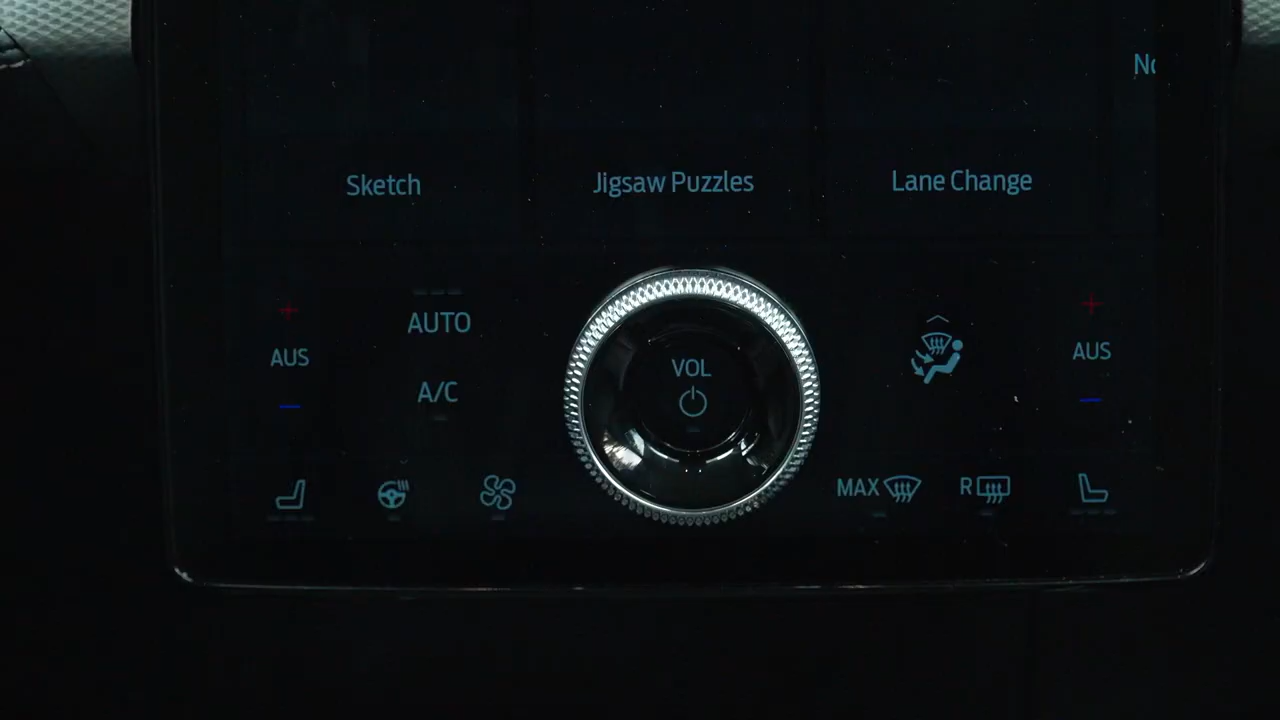 Sketch
Jigsaw Puzzles
Lane Change
AUTO
AUS
A/C
VOL
AUS
MAX
R